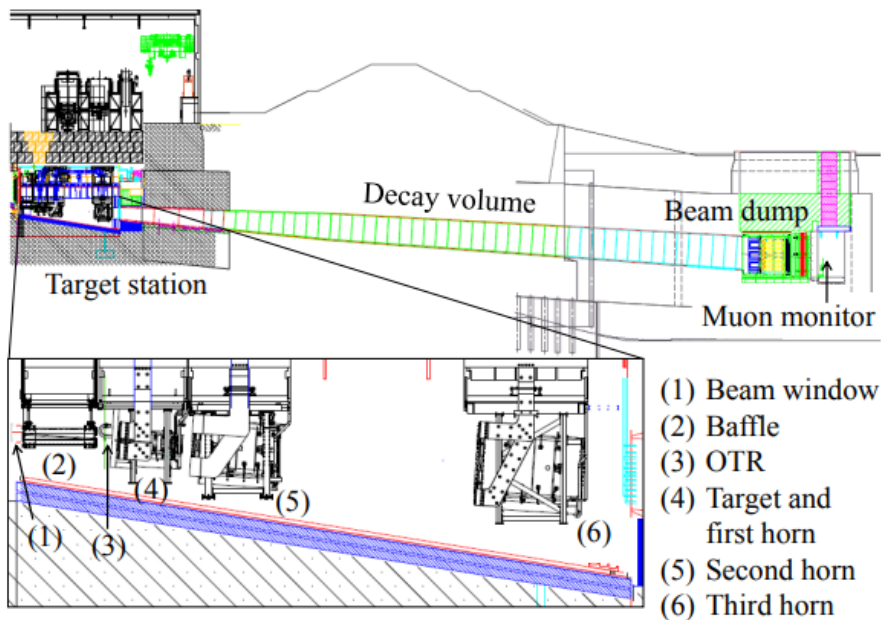 Decay volume
Beam dump
Target station
Muon monitor
(1) Beam window
(2) Baffle
(3) OTR
(4) Target and
first horn
(5) Second horn
(6) Third horn
(2)
(4)
(5)
(6)
(1)
(3)